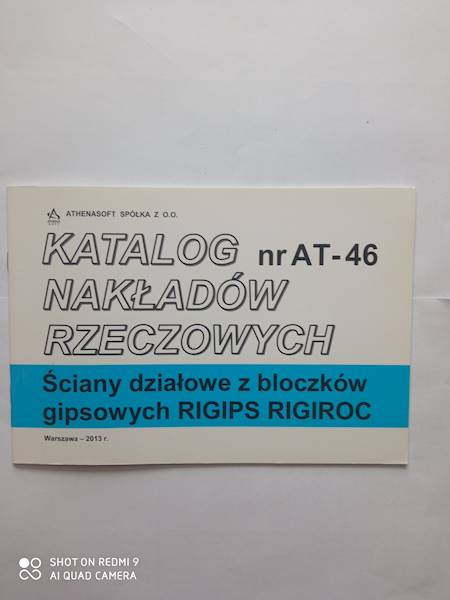 ATHENASOFT SPÓŁKA Z O.O.
KATALOG nr AT-46
NAKŁADÓW
RZECZOWYCH
Ściany działowe z bloczków
gipsowych RIGIPS RIGIROC
Warszawa – 2013 r.
SHOT ON REDMI 9
AI QUAD CAMERA